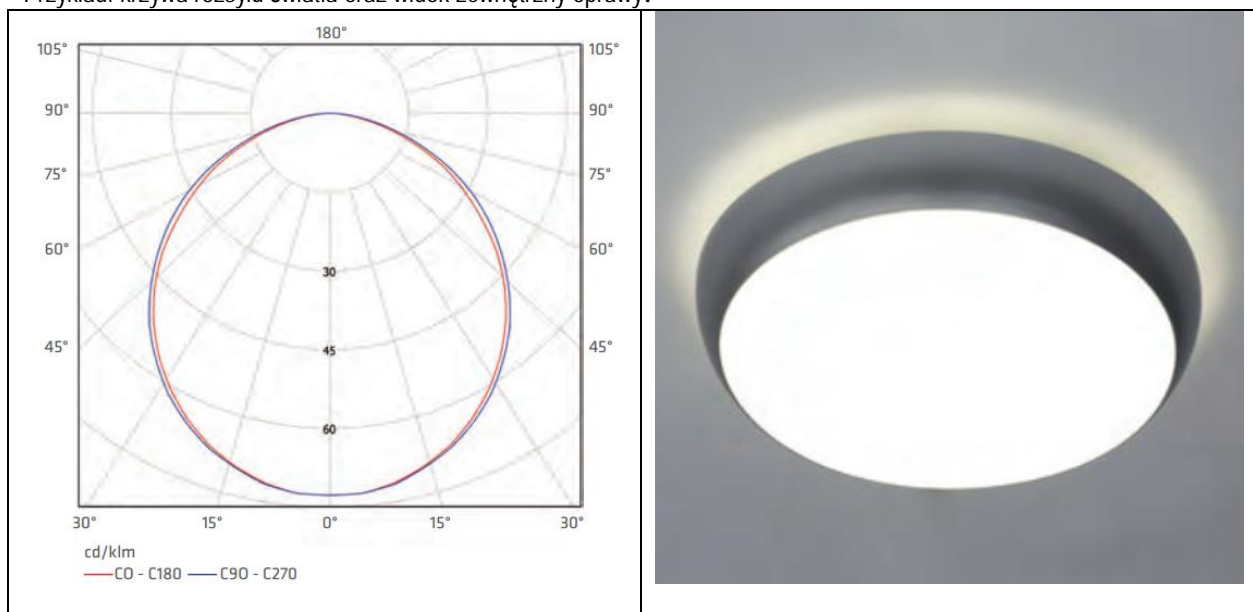 Przykład: krzywa rozsyłu światła oraz widok zewnętrzny oprawy:
180°
105° 105°
90° 90°
75° 75°
30
60° 60°
45° 45°
45
60
30° 15° 0° 15° 30°
cd/klm
C0 - C180 C90 - C270